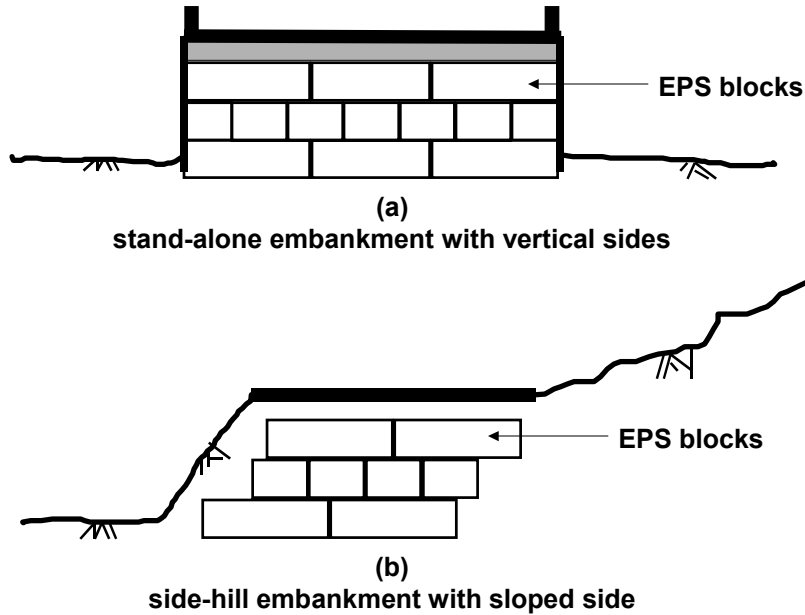 EPS blocks
(a)
stand-alone embankment with vertical sides
EPS blocks
(b)
side-hill embankment with sloped side